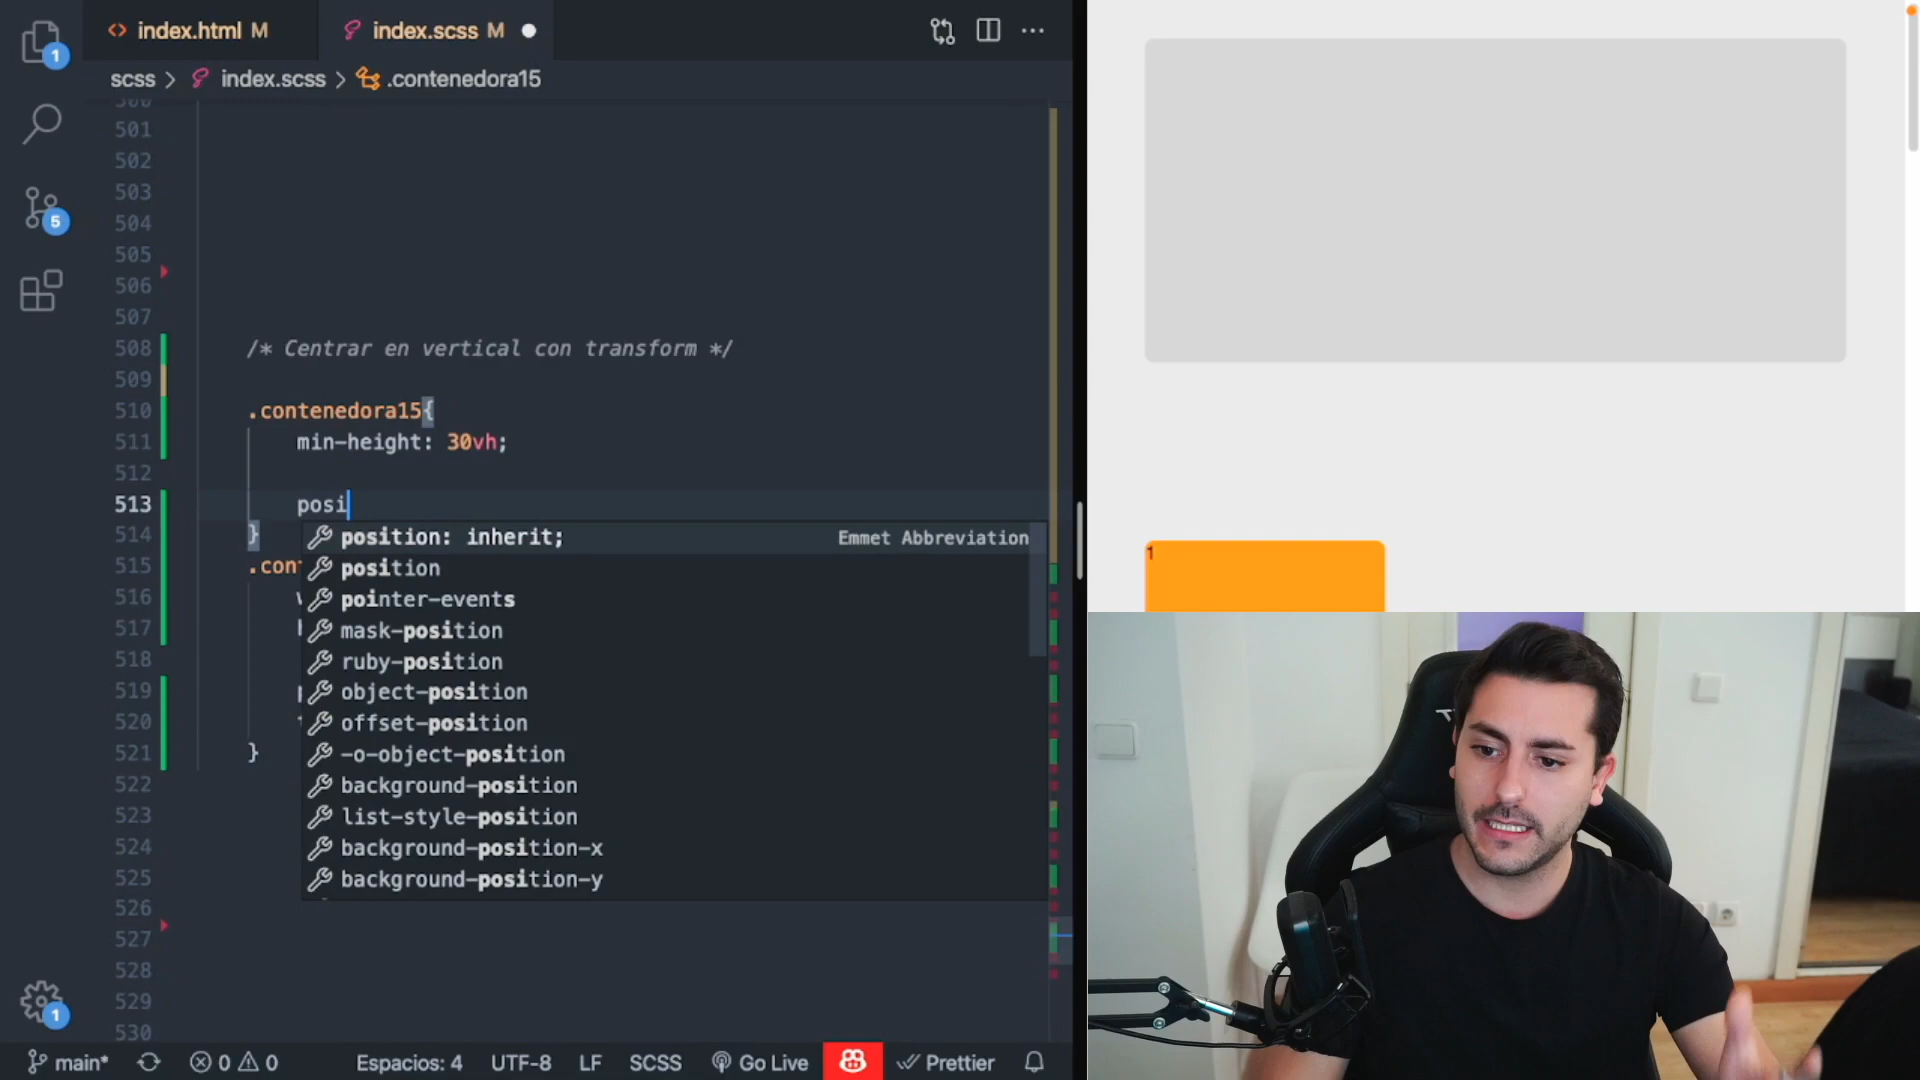 index.html M
index.scss M
scss > index.scss > .contenedora15
501
502
503
504
505
506
507
508 /* Centrar en vertical con transform */
509
510 .contenedora15{
511 min-height: 30vh;
512
513 posi
514 }
515 .con
516
517
518
519
520
521 }
522
523
524
525
526
527
528
529
530
position: inherit; Emmet Abbreviation
position
pointer-events
mask-position
ruby-position
object-position
offset-position
-o-object-position
background-position
list-style-position
background-position-x
background-position-y
1
5
1
1
main* 0 0 Espacios: 4 UTF-8 LF SCSS Go Live Prettier